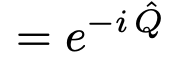 = e^{-i \hat{Q}}